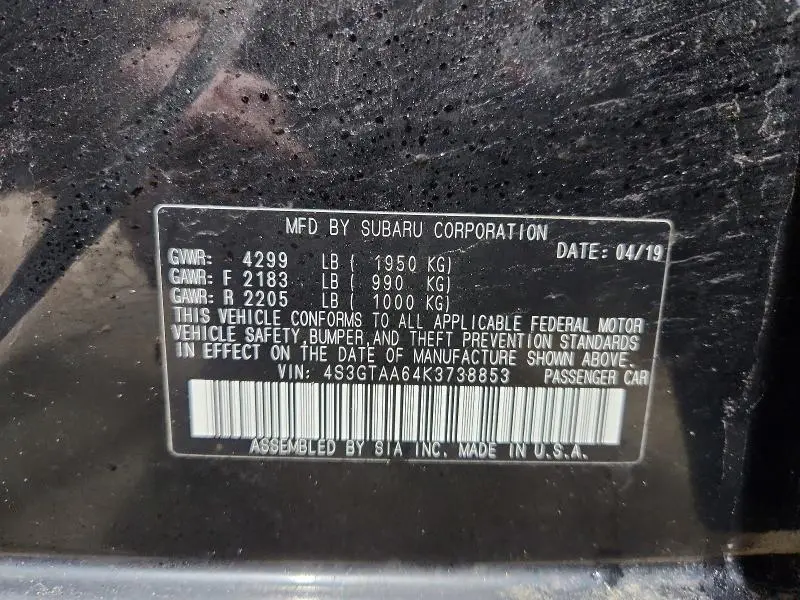 MFD BY SUBARU CORPORATION
DATE: 04/19
GVWR: 4299 LB ( 1950 KG)
GAWR: F 2183 LB ( 990 KG)
GAWR: R 2205 LB ( 1000 KG)
THIS VEHICLE CONFORMS TO ALL APPLICABLE FEDERAL MOTOR
VEHICLE SAFETY, BUMPER, AND THEFT PREVENTION STANDARDS
IN EFFECT ON THE DATE OF MANUFACTURE SHOWN ABOVE.
VIN: 4S3GTAA64K3738853 PASSENGER CAR
ASSEMBLED BY SIA INC. MADE IN U.S.A.